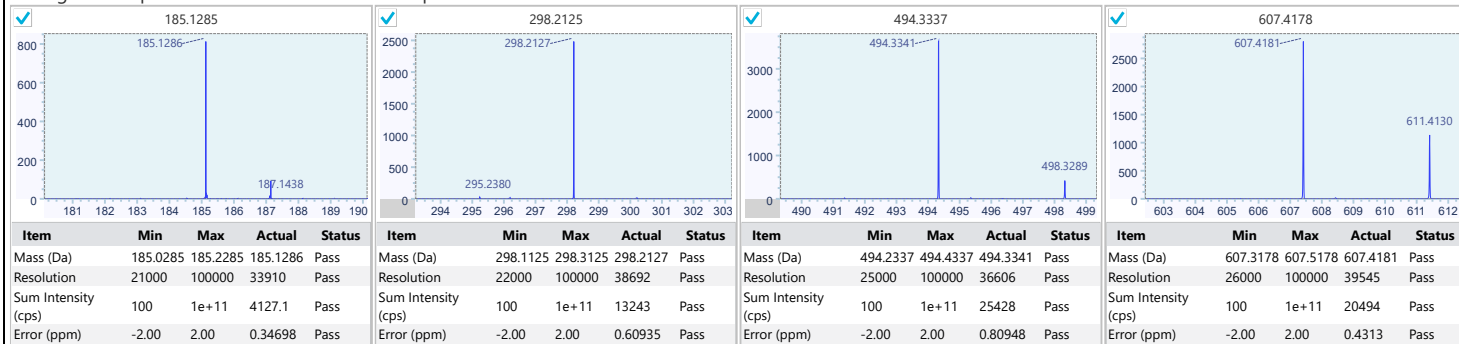 185.1285
298.2125
494.3337
607.4178
800
600
400
200
0
185.1286
187.1438
181 182 183 184 185 186 187 188 189 190
2500
2000
1500
1000
500
0
298.2127
295.2380
294 295 296 297 298 299 300 301 302 303
3000
2000
1000
0
494.3341
498.3289
490 491 492 493 494 495 496 497 498 499
2500
2000
1500
1000
500
0
607.4181
611.4130
603 604 605 606 607 608 609 610 611 612
Item Min Max Actual Status
Mass (Da) 185.0285 185.2285 185.1286 Pass
Resolution 21000 100000 33910 Pass
Sum Intensity
(cps) 100 1e+11 4127.1 Pass
Error (ppm) -2.00 2.00 0.34698 Pass
Item Min Max Actual Status
Mass (Da) 298.1125 298.3125 298.2127 Pass
Resolution 22000 100000 38692 Pass
Sum Intensity
(cps) 100 1e+11 13243 Pass
Error (ppm) -2.00 2.00 0.60935 Pass
Item Min Max Actual Status
Mass (Da) 494.2337 494.4337 494.3341 Pass
Resolution 25000 100000 36606 Pass
Sum Intensity
(cps) 100 1e+11 25428 Pass
Error (ppm) -2.00 2.00 0.80948 Pass
Item Min Max Actual Status
Mass (Da) 607.3178 607.5178 607.4181 Pass
Resolution 26000 100000 39545 Pass
Sum Intensity
(cps) 100 1e+11 20494 Pass
Error (ppm) -2.00 2.00 0.4313 Pass